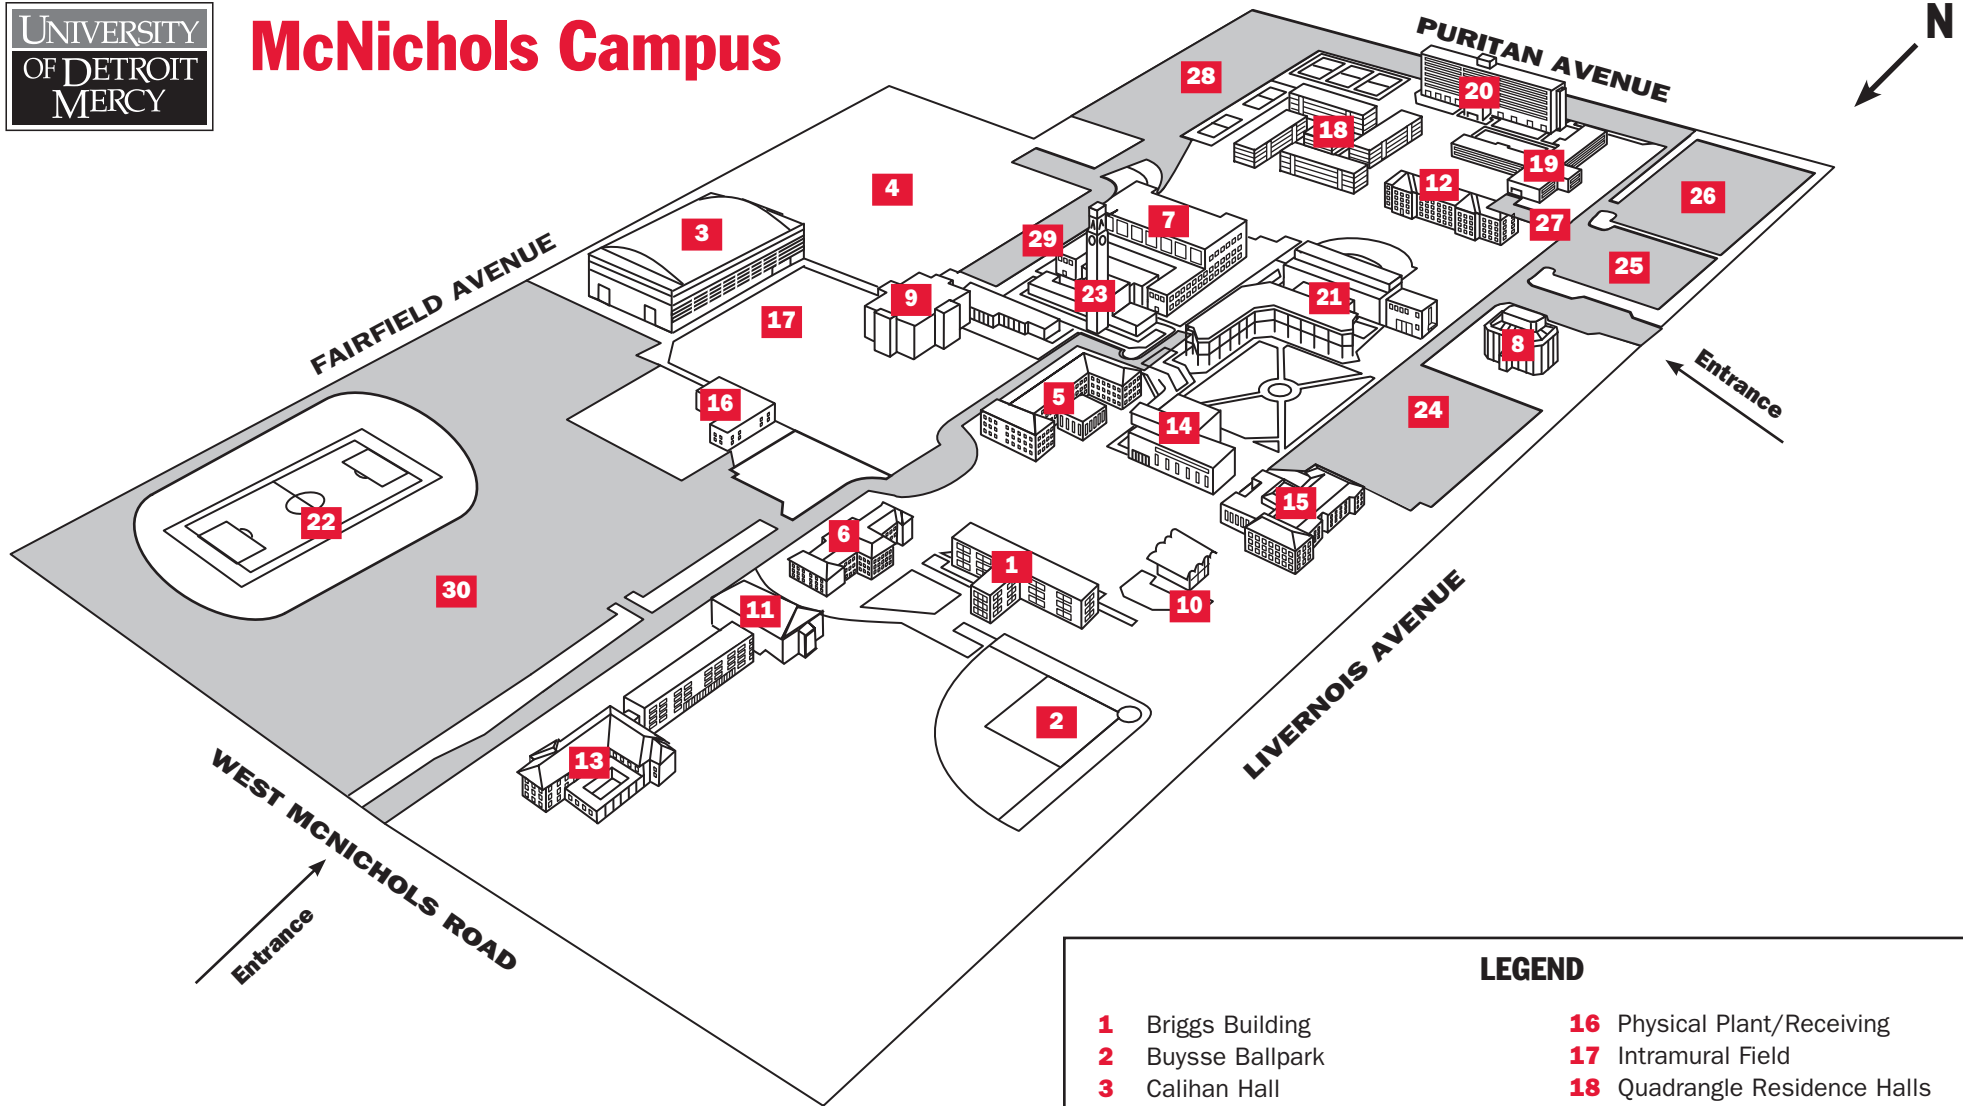 UNIVERSITY
OF DETROIT
MERCY
McNichols Campus
N
PURITAN AVENUE
28
20
18
4
12
19
26
3
7
27
29
25
FAIRFIELD AVENUE
9
23
21
17
8
Entrance
16
5
24
14
15
22
6
1
30
11
10
LIVERNOIS AVENUE
2
13
WEST MCNICHOLS ROAD
Entrance
LEGEND
1 Briggs Building
2 Buysse Ballpark
3 Calihan Hall
16 Physical Plant/Receiving
17 Intramural Field
18 Quadrangle Residence Halls